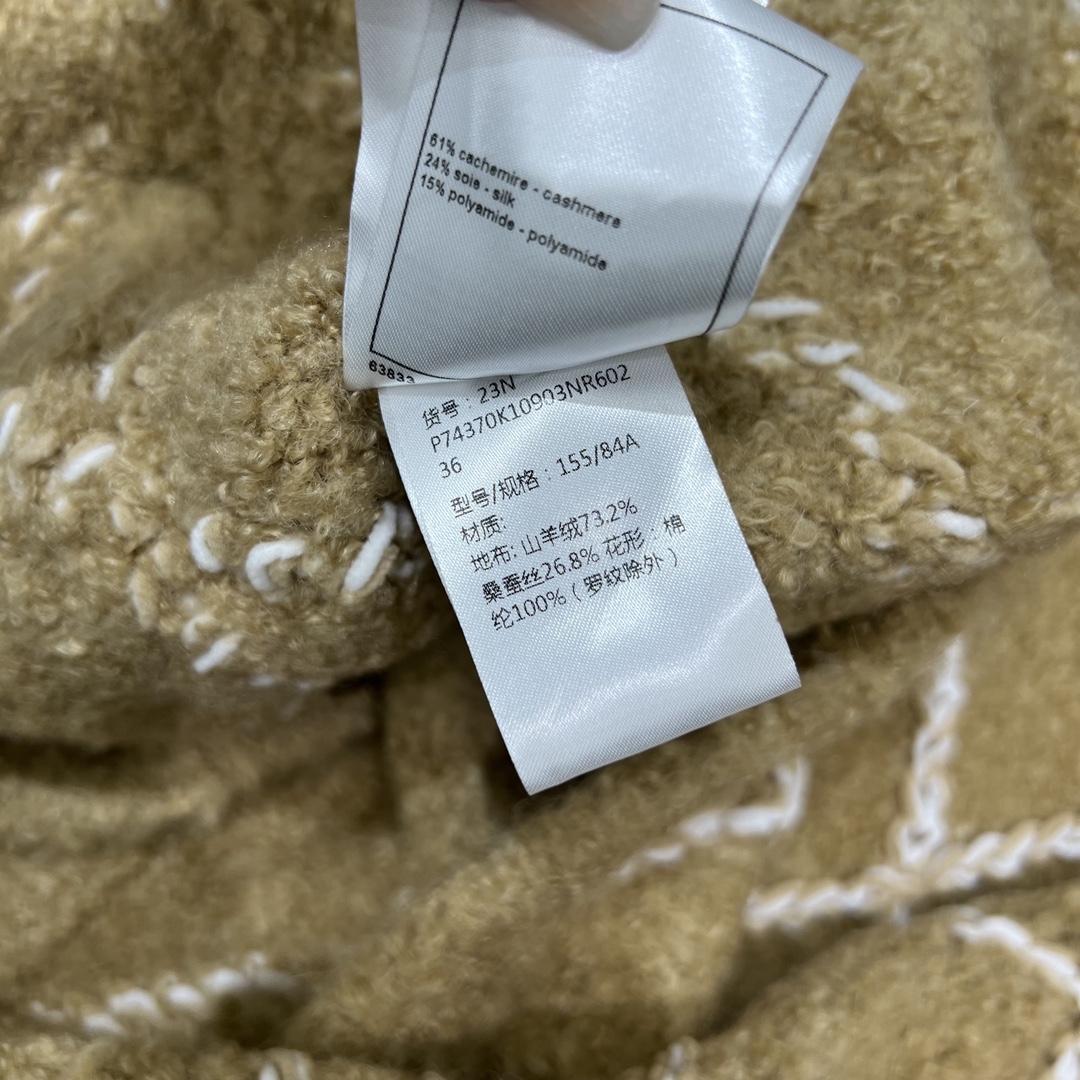 61% cachemire - cashmere
24% soie - silk
15% polyamide - polyamide
63833
货号：23N
P74370K10903NR602
36
型号/规格：155/84A
材质:
地布: 山羊绒73.2%
桑蚕丝26.8% 花形：棉
纶100%（罗纹除外）